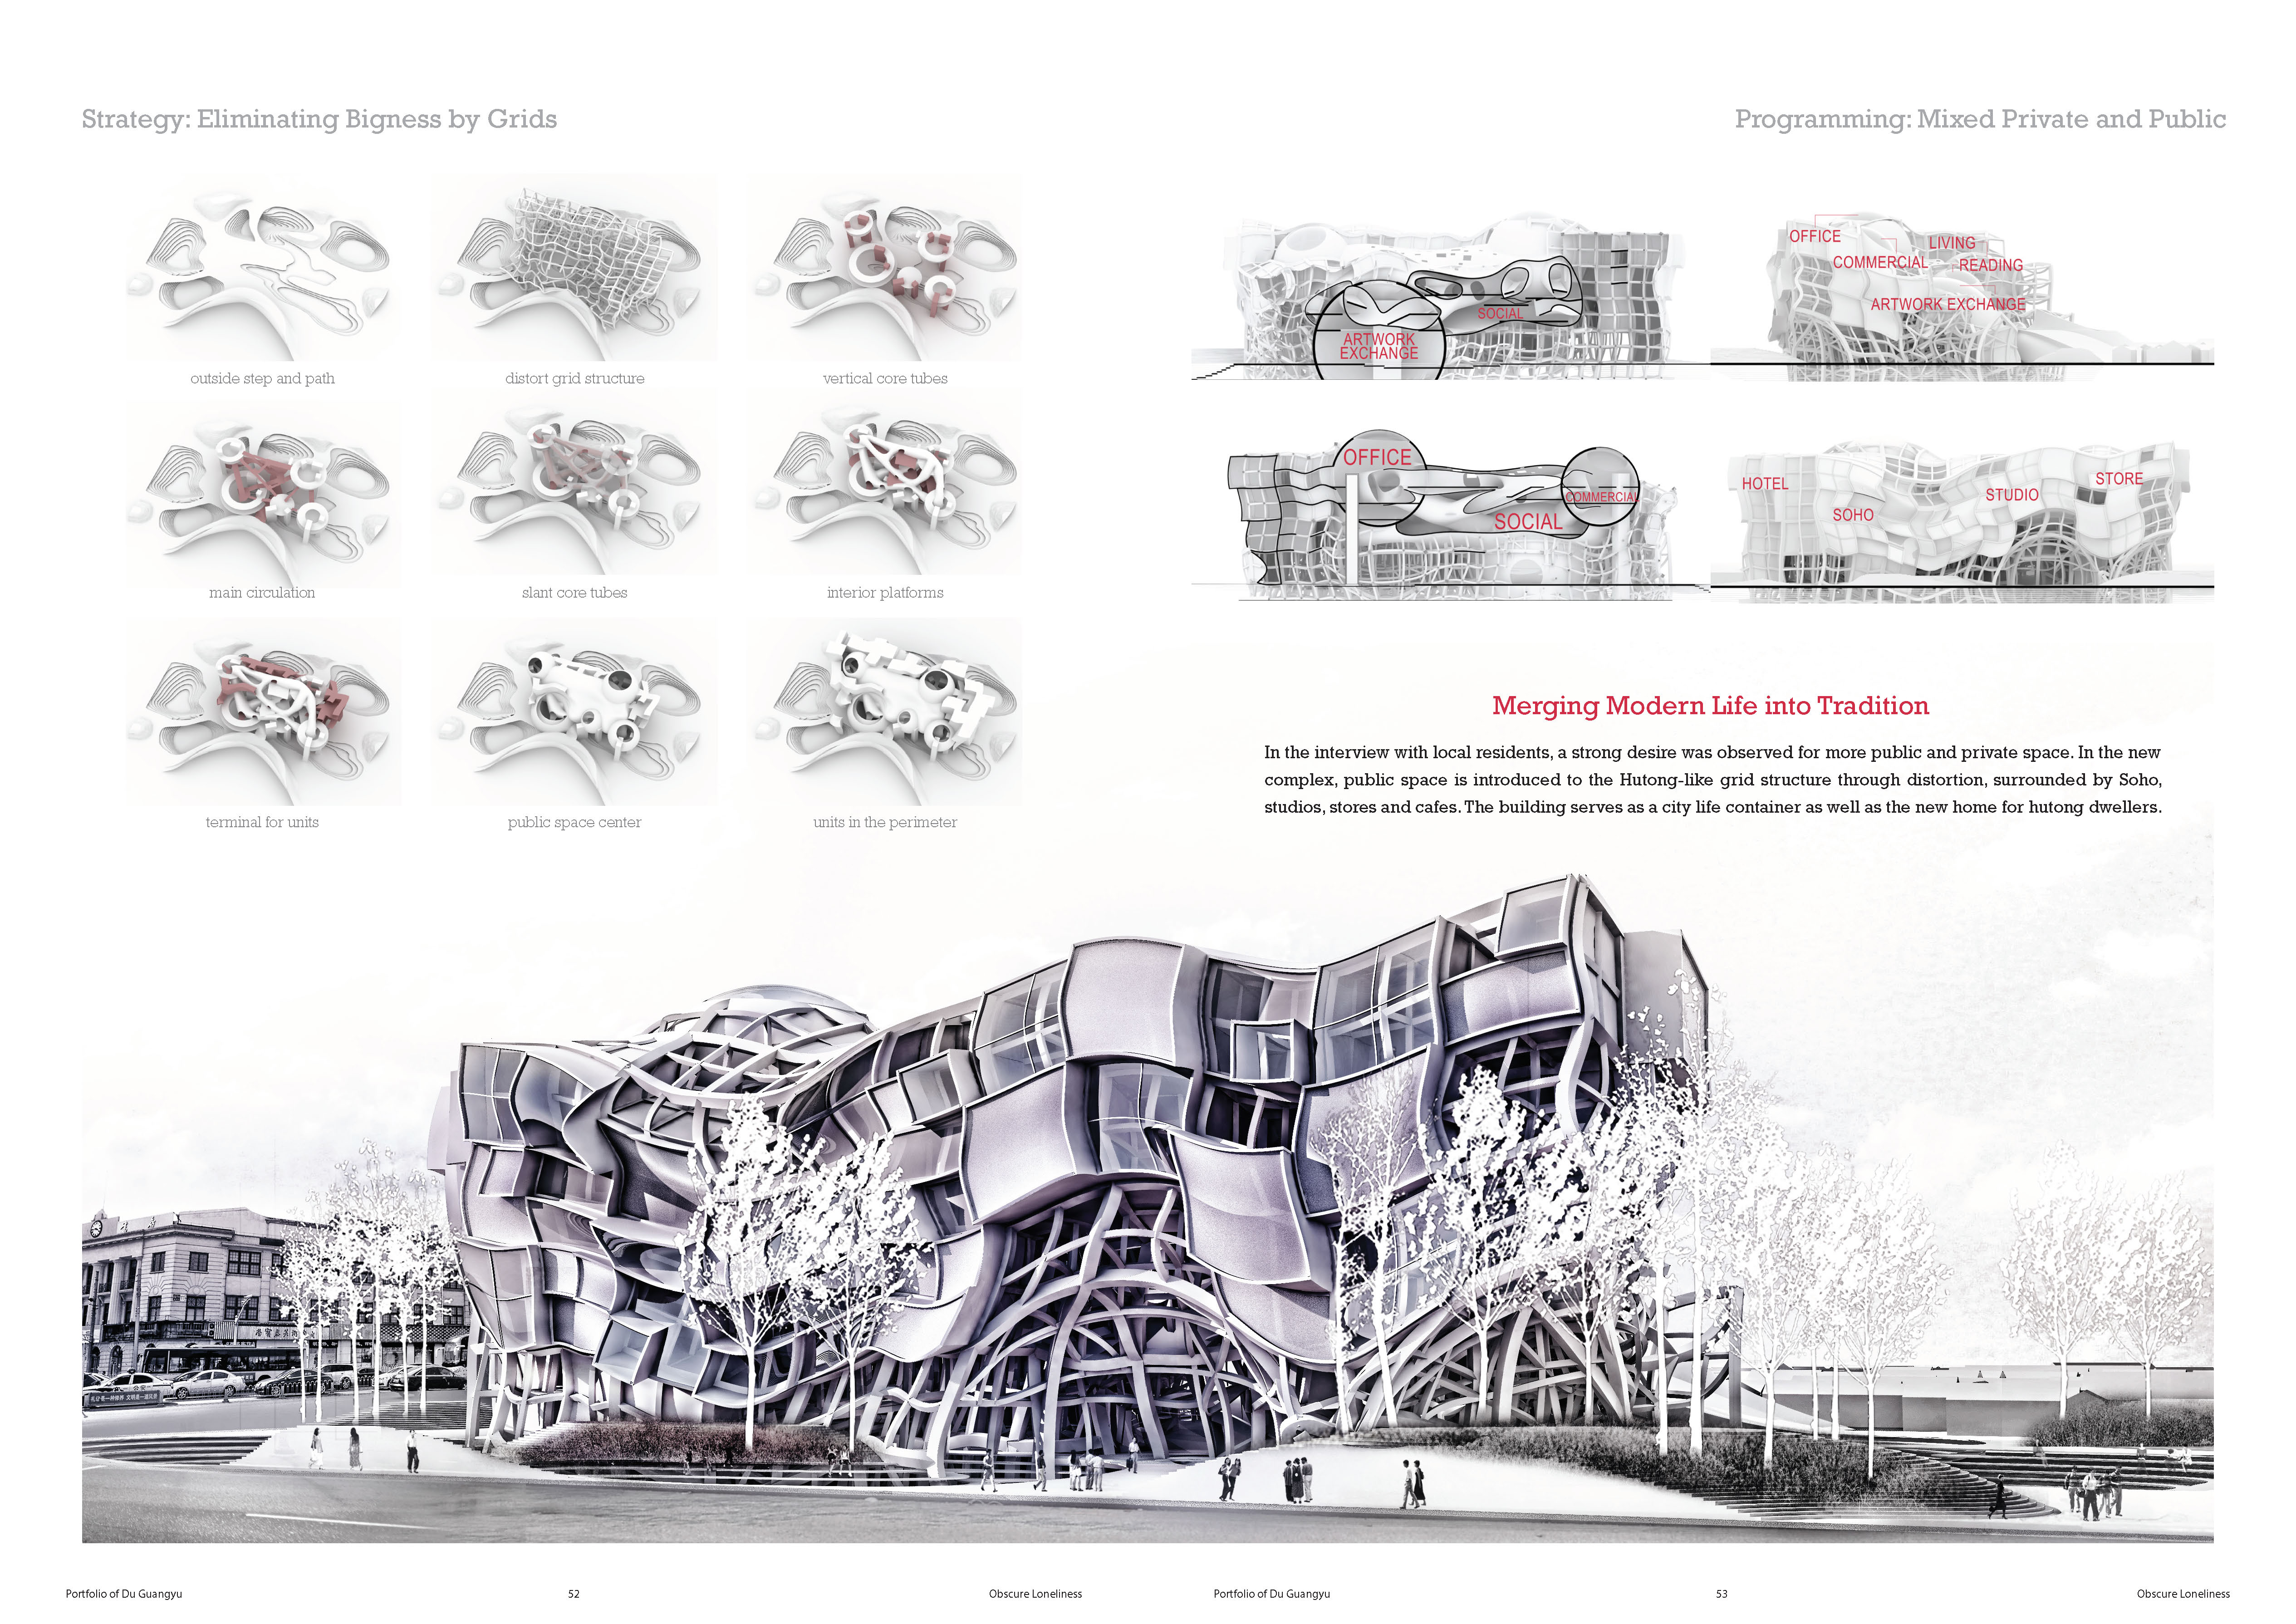 Strategy: Eliminating Bigness by Grids
outside step and path
distort grid structure
vertical core tubes
main circulation
slant core tubes
interior platforms
terminal for units
public space center
units in the perimeter
Programming: Mixed Private and Public
SOCIAL
ARTWORK
EXCHANGE
OFFICE
LIVING
COMMERCIAL
READING
ARTWORK EXCHANGE
OFFICE
COMMERCIAL
SOCIAL
HOTEL
SOHO
STUDIO
STORE
Merging Modern Life into Tradition
In the interview with local residents, a strong desire was observed for more public and private space. In the new
complex, public space is introduced to the Hutong-like grid structure through distortion, surrounded by Soho,
studios, stores and cafes. The building serves as a city life container as well as the new home for hutong dwellers.
Portfolio of Du Guangyu
52
Obscure Loneliness
Portfolio of Du Guangyu
53
Obscure Loneliness